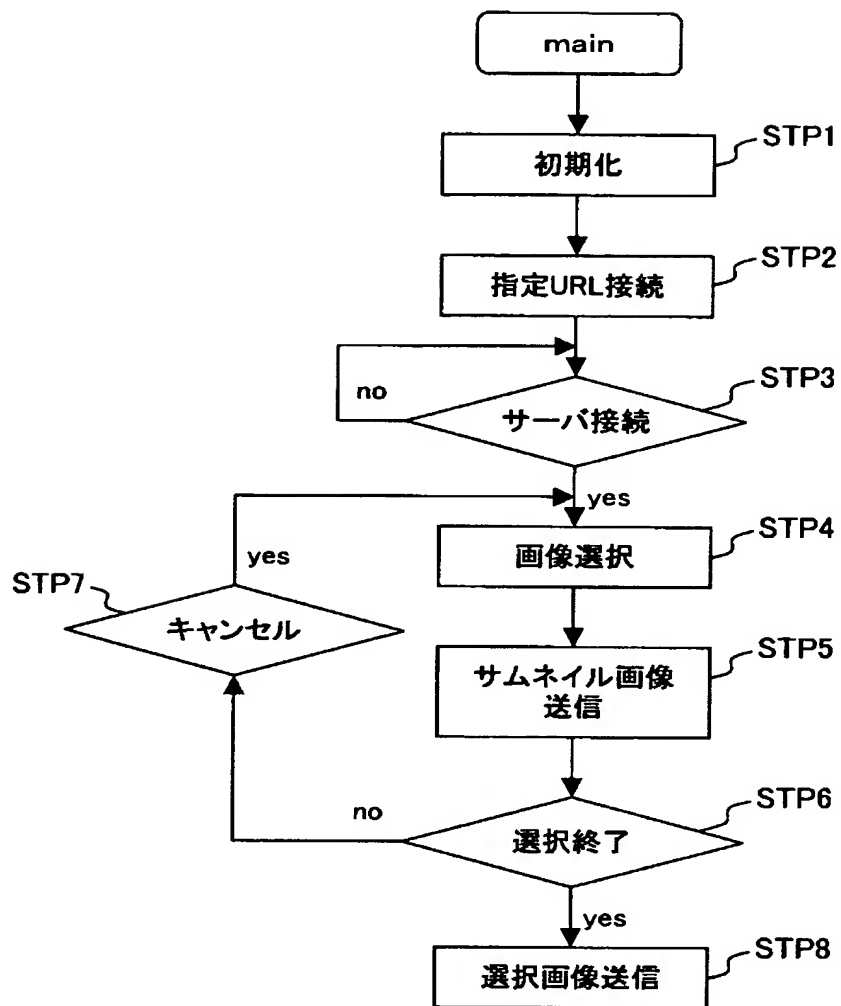 main
STP1
初期化
STP2
指定URL接続
STP3
no
サーバ接続
yes
STP4
画像選択
yes
STP7
キャンセル
STP5
サムネイル画像
送信
no
STP6
選択終了
yes
STP8
選択画像送信